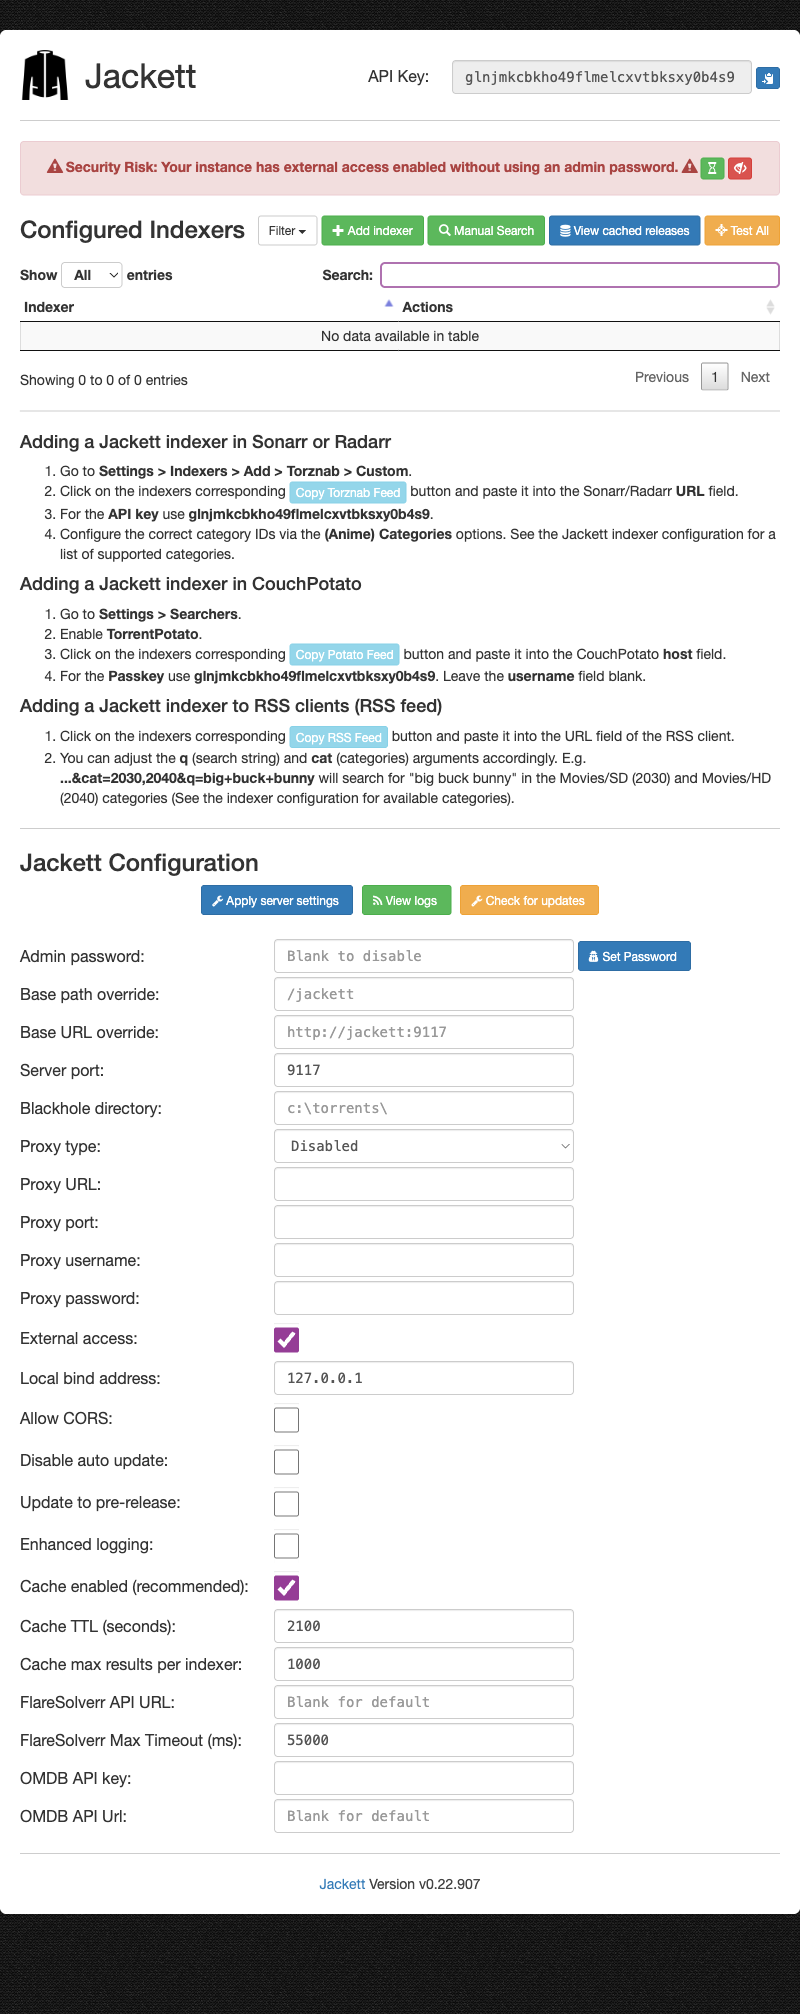 Jackett
API Key:
glnjmkcbkho49flmelcxvtbksxy0b4s9
Security Risk: Your instance has external access enabled without using an admin password.
Configured Indexers
Filter
Add indexer
Manual Search
View cached releases
Test All
Show All entries
Search:
Indexer
Actions
No data available in table
Showing 0 to 0 of 0 entries
Previous 1 Next
Adding a Jackett indexer in Sonarr or Radarr
1. Go to Settings > Indexers > Add > Torznab > Custom.
2. Click on the indexers corresponding Copy Torznab Feed button and paste it into the Sonarr/Radarr URL field.
3. For the API key use glnjmkcbkho49flmelcxvtbksxy0b4s9.
4. Configure the correct category IDs via the (Anime) Categories options. See the Jackett indexer configuration for a
list of supported categories.
Adding a Jackett indexer in CouchPotato
1. Go to Settings > Searchers.
2. Enable TorrentPotato.
3. Click on the indexers corresponding Copy Potato Feed button and paste it into the CouchPotato host field.
4. For the Passkey use glnjmkcbkho49flmelcxvtbksxy0b4s9. Leave the username field blank.
Adding a Jackett indexer to RSS clients (RSS feed)
1. Click on the indexers corresponding Copy RSS Feed button and paste it into the URL field of the RSS client.
2. You can adjust the q (search string) and cat (categories) arguments accordingly. E.g.
...&cat=2030,2040&q=big+buck+bunny will search for "big buck bunny" in the Movies/SD (2030) and Movies/HD
(2040) categories (See the indexer configuration for available categories).
Jackett Configuration
Apply server settings
View logs
Check for updates
Admin password: Blank to disable Set Password
Base path override: /jackett
Base URL override: http://jackett:9117
Server port: 9117
Blackhole directory: c:\torrents\
Proxy type: Disabled
Proxy URL:
Proxy port:
Proxy username:
Proxy password:
External access:
Local bind address: 127.0.0.1
Allow CORS:
Disable auto update:
Update to pre-release:
Enhanced logging:
Cache enabled (recommended):
Cache TTL (seconds): 2100
Cache max results per indexer: 1000
FlareSolverr API URL: Blank for default
FlareSolverr Max Timeout (ms): 55000
OMDB API key:
OMDB API Url: Blank for default
Jackett Version v0.22.907